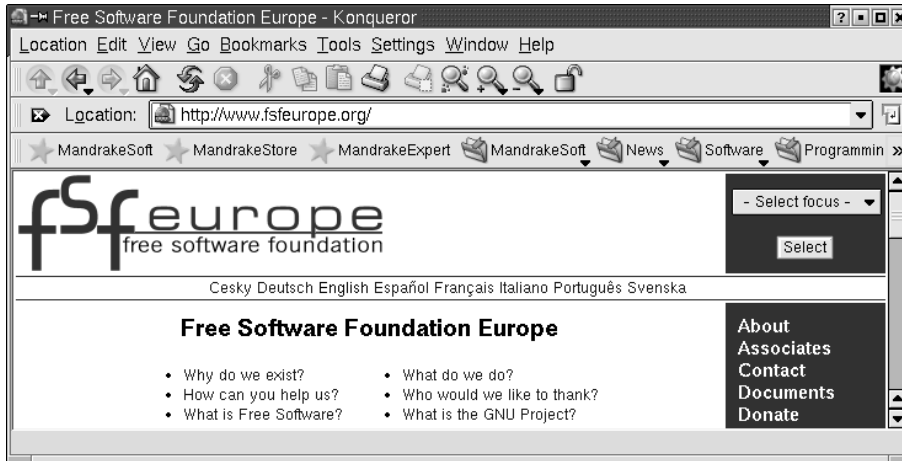 Free Software Foundation Europe - Konqueror
Location Edit View Go Bookmarks Tools Settings Window Help
Location: http://www.fsfeurope.org/
MandrakeSoft MandrakeStore MandrakeExpert MandrakeSoft News Software Programmin »
fsf europe
free software foundation
- Select focus -
Select
Cesky Deutsch English Español Français Italiano Português Svenska
Free Software Foundation Europe
• Why do we exist?
• How can you help us?
• What is Free Software?
• What do we do?
• Who would we like to thank?
• What is the GNU Project?
About
Associates
Contact
Documents
Donate